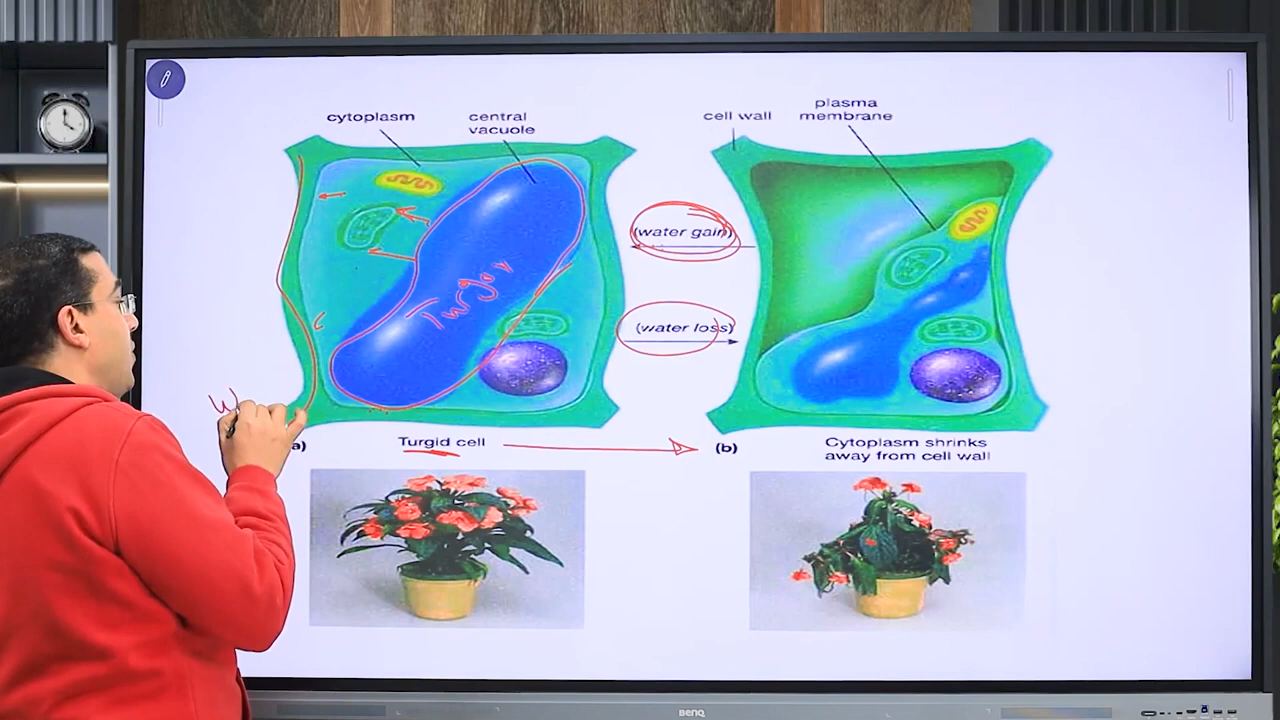 cytoplasm
central
vacuole
cell wall
plasma
membrane
(water gain)
Turgor
(water loss)
W
a)
Turgid cell
(b)
Cytoplasm shrinks
away from cell wall
BenQ